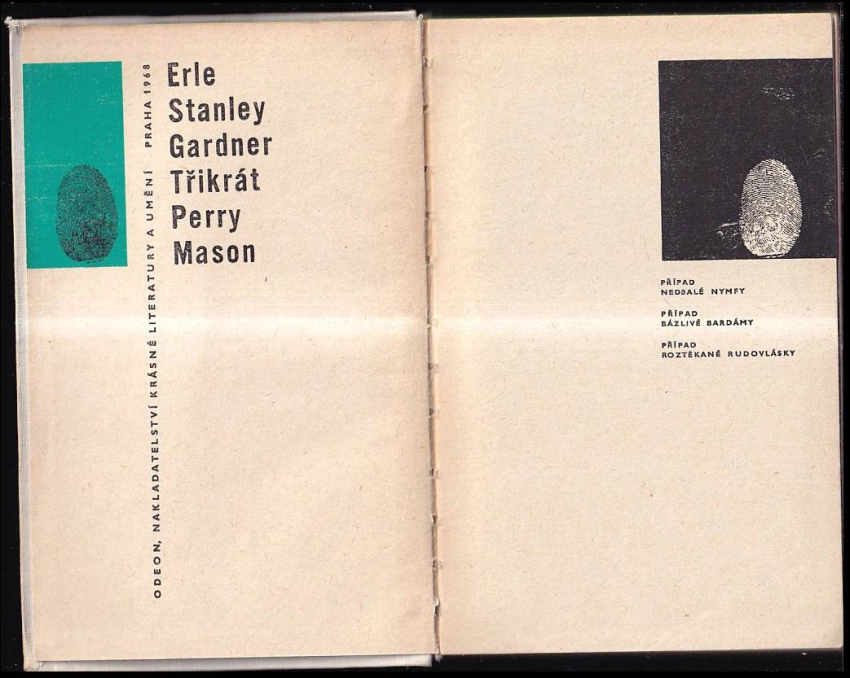 Erle
Stanley
Gardner
Třikrát
Perry
Mason
ODEON, NAKLADATELSTVÍ KRÁSNÉ LITERATURY A UMĚNÍ PRAHA 1968
PŘÍPAD
NEDBALÉ NYMFY
PŘÍPAD
BÁZLIVÉ BARDÁMY
PŘÍPAD
ROZTĚKANÉ RUDOVLÁSKY